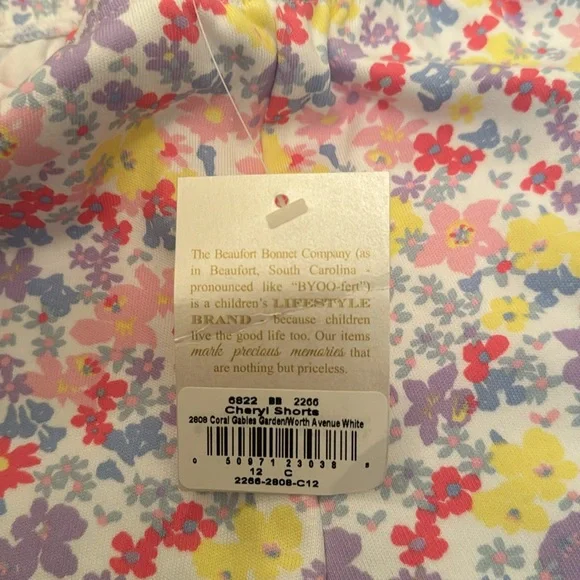 The Beaufort Bonnet Company (as
in Beaufort, South Carolina -
pronounced like "BYOO-fert")
is a children's LIFESTYLE
BRAND - because children
live the good life too. Our items
mark precious memories that
are nothing but priceless.
6822 BB 2266
Cheryl Shorts
2808 Coral Gables Garden/Worth Avenue White
0 50971 23038 8
12 C
2266-2808-C12